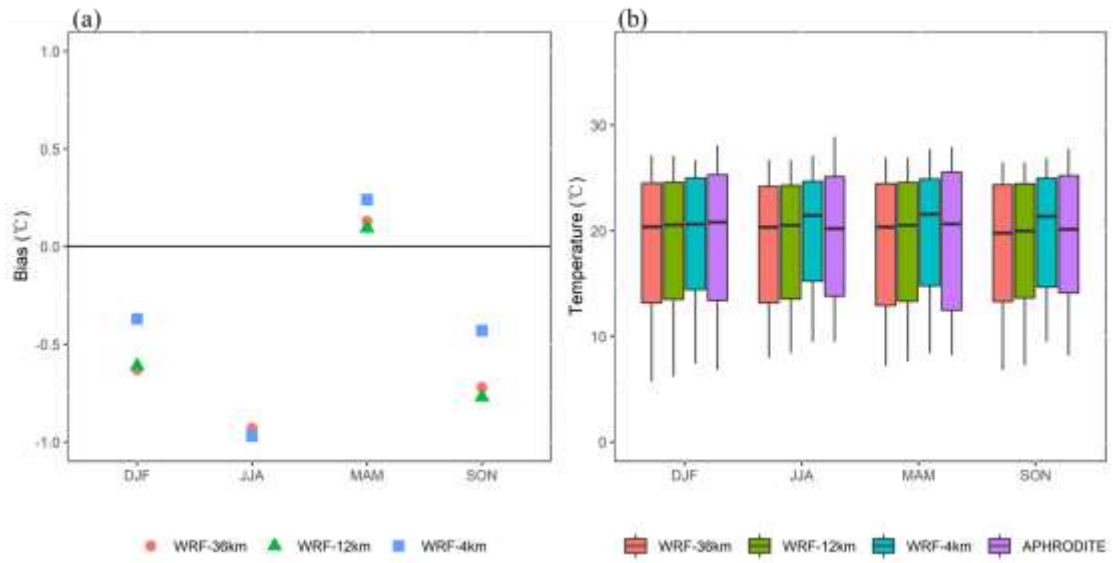 (a)
(b)
1.0
0.5
0.0
-0.5
-1.0
Bias (℃)
DJF JJA MAM SON
WRF-36km WRF-12km WRF-4km
30
20
10
0
Temperature (℃)
DJF JJA MAM SON
WRF-36km WRF-12km WRF-4km APHRODITE